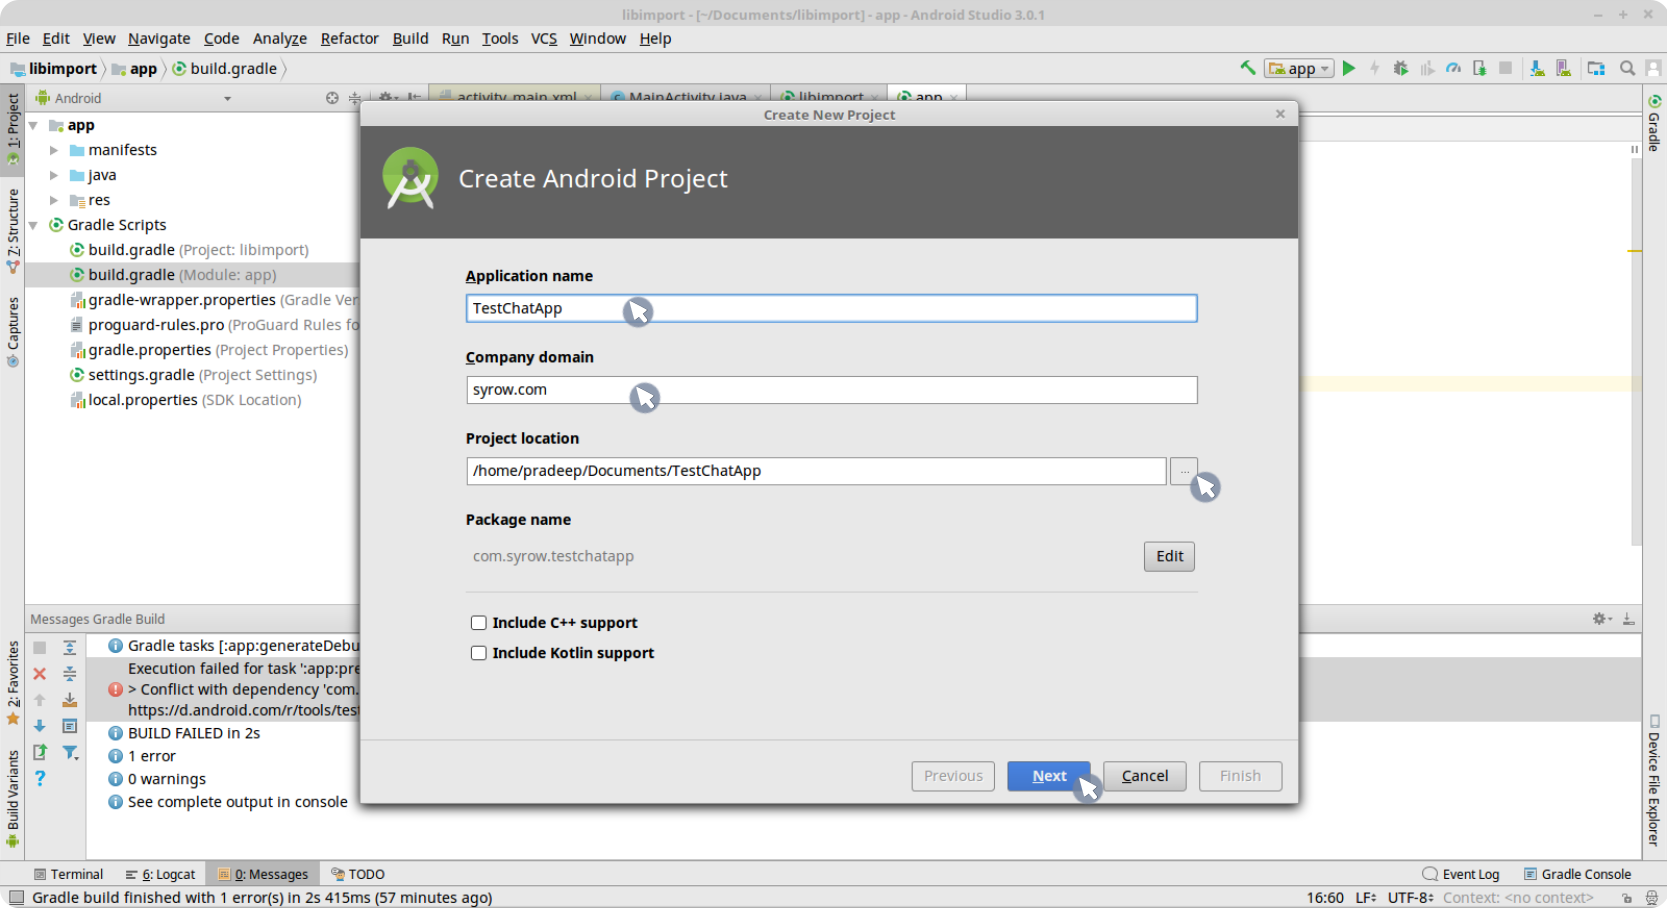 libimport - [~/Documents/libimport] - app - Android Studio 3.0.1
File Edit View Navigate Code Analyze Refactor Build Run Tools VCS Window Help
libimport app build.gradle app
1: Project
Z: Structure
Captures
2: Favorites
Build Variants
Android
activity_main.xml MainActivity.java libimport app
app
manifests
java
res
Gradle Scripts
build.gradle (Project: libimport)
build.gradle (Module: app)
gradle-wrapper.properties (Gradle Ver
proguard-rules.pro (ProGuard Rules fo
gradle.properties (Project Properties)
settings.gradle (Project Settings)
local.properties (SDK Location)
Create New Project
Create Android Project
Application name
TestChatApp
Company domain
syrow.com
Project location
/home/pradeep/Documents/TestChatApp
...
Package name
com.syrow.testchatapp
Edit
Include C++ support
Include Kotlin support
Previous Next Cancel Finish
Gradle
Device File Explorer
Messages Gradle Build
Gradle tasks [:app:generateDebu
Execution failed for task ':app:pre
> Conflict with dependency 'com.
https://d.android.com/r/tools/test
BUILD FAILED in 2s
1 error
0 warnings
See complete output in console
Terminal 6: Logcat 0: Messages TODO Event Log Gradle Console
Gradle build finished with 1 error(s) in 2s 415ms (57 minutes ago) 16:60 LF UTF-8 Context: <no context>